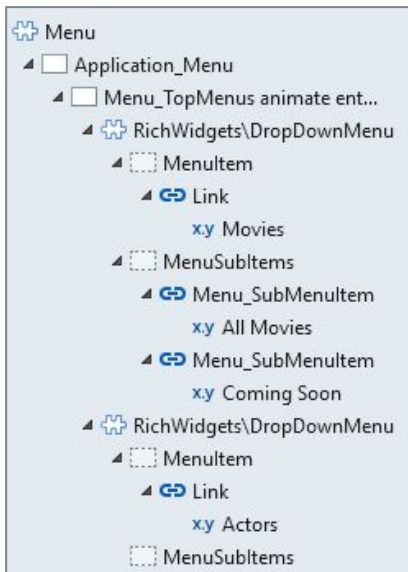 Menu
Application_Menu
Menu_TopMenus animate ent...
RichWidgets\DropDownMenu
MenuItem
Link
x.y Movies
MenuSubItems
Menu_SubMenuItem
x.y All Movies
Menu_SubMenuItem
x.y Coming Soon
RichWidgets\DropDownMenu
MenuItem
Link
x.y Actors
MenuSubItems